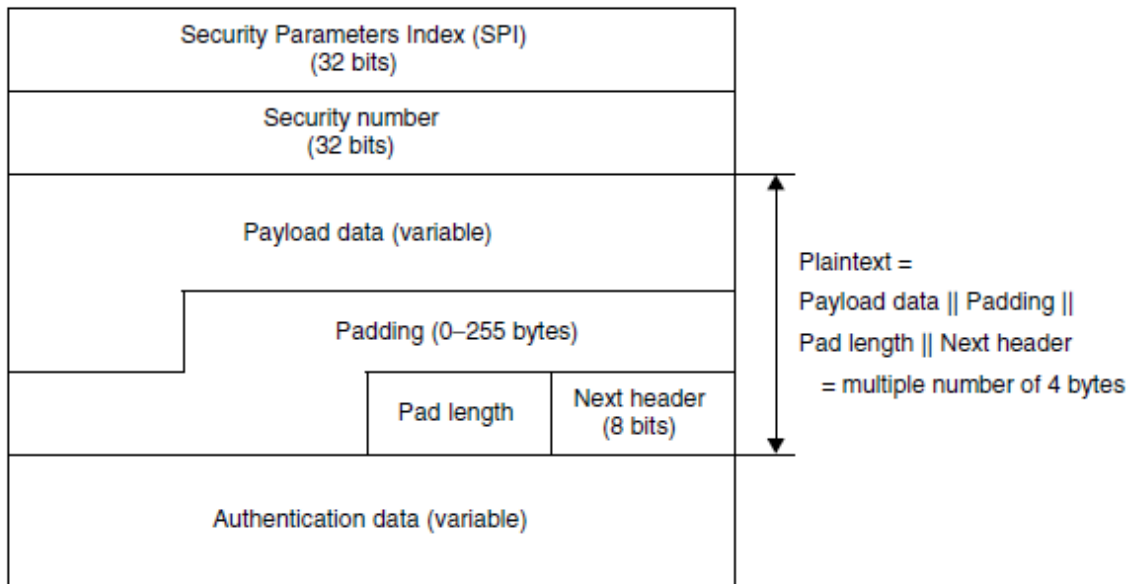 Security Parameters Index (SPI)
(32 bits)
Security number
(32 bits)
Payload data (variable)
Padding (0–255 bytes)
Pad length
Next header
(8 bits)
Authentication data (variable)
Plaintext =
Payload data || Padding ||
Pad length || Next header
= multiple number of 4 bytes